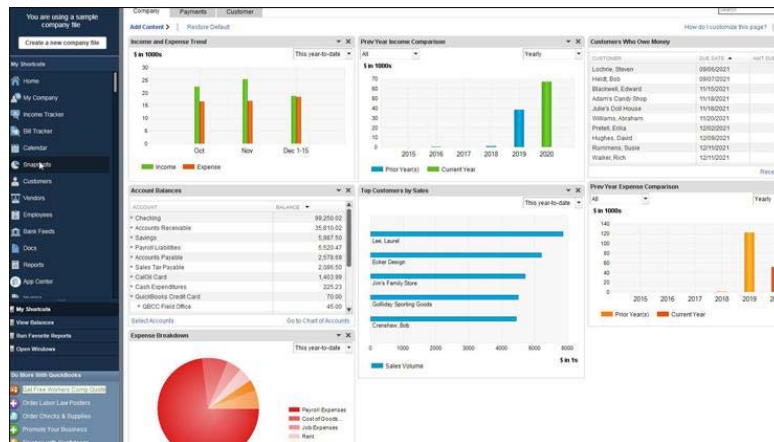 You are using a sample
company file
Create a new company file
My Shortcuts
Home
My Company
Income Tracker
Bill Tracker
Calendar
Snapshots
Customers
Vendors
Employees
Bank Feeds
Docs
Reports
App Center
My Shortcuts
View Balances
Run Favorite Reports
Open Windows
Do More With QuickBooks
Get Free Workers Comp Quote
Order Labor Law Posters
Order Checks & Supplies
Promote Your Business
Company Payments Customer
Add Content > Restore Default
How do I customize this page?
Income and Expense Trend
$ in 1000s
This year-to-date
30
25
20
15
10
5
0
Oct Nov Dec 1-15
Income Expense
Prev Year Income Comparison
All Yearly
$ in 1000s
70
60
50
40
30
20
10
0
2015 2016 2017 2018 2019 2020
Prior Year(s) Current Year
Customers Who Owe Money
CUSTOMER DUE DATE
Lochrie, Steven 09/06/2021
Heldt, Bob 09/07/2021
Blackwell, Edward 11/15/2021
Adam's Candy Shop 11/18/2021
Julie's Doll House 11/18/2021
Williams, Abraham 11/20/2021
Pretell, Erika 12/02/2021
Hughes, David 12/09/2021
Rummens, Susie 12/11/2021
Walker, Rich 12/11/2021
Account Balances
ACCOUNT BALANCE
Checking 99,250.02
Accounts Receivable 35,810.02
Savings 5,987.50
Payroll Liabilities 5,520.47
Accounts Payable 2,578.69
Sales Tax Payable 2,086.50
CalOil Card 1,403.99
Cash Expenditures 225.23
QuickBooks Credit Card 70.00
QBCC Field Office 45.00
Select Accounts Go to Chart of Accounts
Top Customers by Sales
This year-to-date
Lee, Laurel
Ecker Design
Jim's Family Store
Golliday Sporting Goods
Crenshaw, Bob
0 1000 2000 3000 4000 5000 6000 8000
$ in 1s
Sales Volume
Prev Year Expense Comparison
All Yearly
$ in 1000s
140
120
100
80
60
40
20
0
2015 2016 2017 2018 2019
Prior Year(s) Current Year
Expense Breakdown
This year-to-date
Payroll Expenses
Cost of Goods...
Job Expenses
Rent